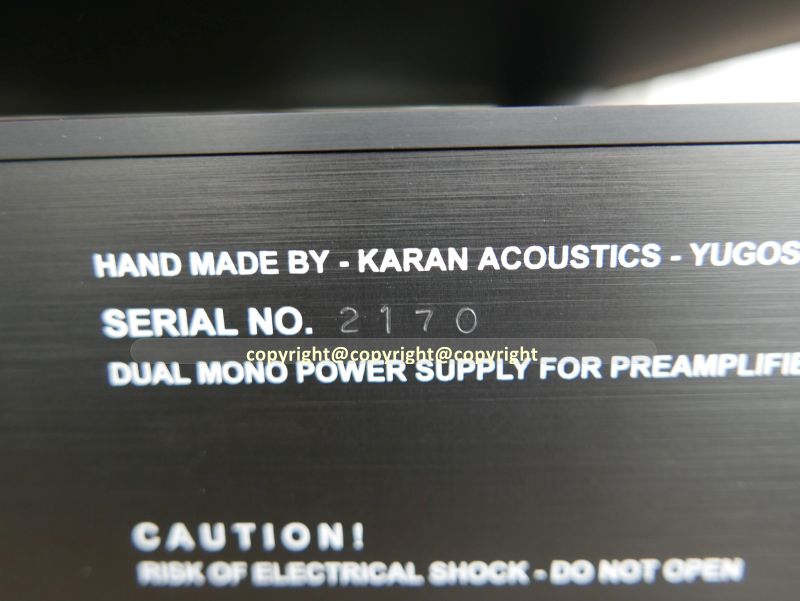 HAND MADE BY - KARAN ACOUSTICS - YUGOS
SERIAL NO. 2170
copyright@copyright@copyright
DUAL MONO POWER SUPPLY FOR PREAMPLIFIE
CAUTION!
RISK OF ELECTRICAL SHOCK - DO NOT OPEN